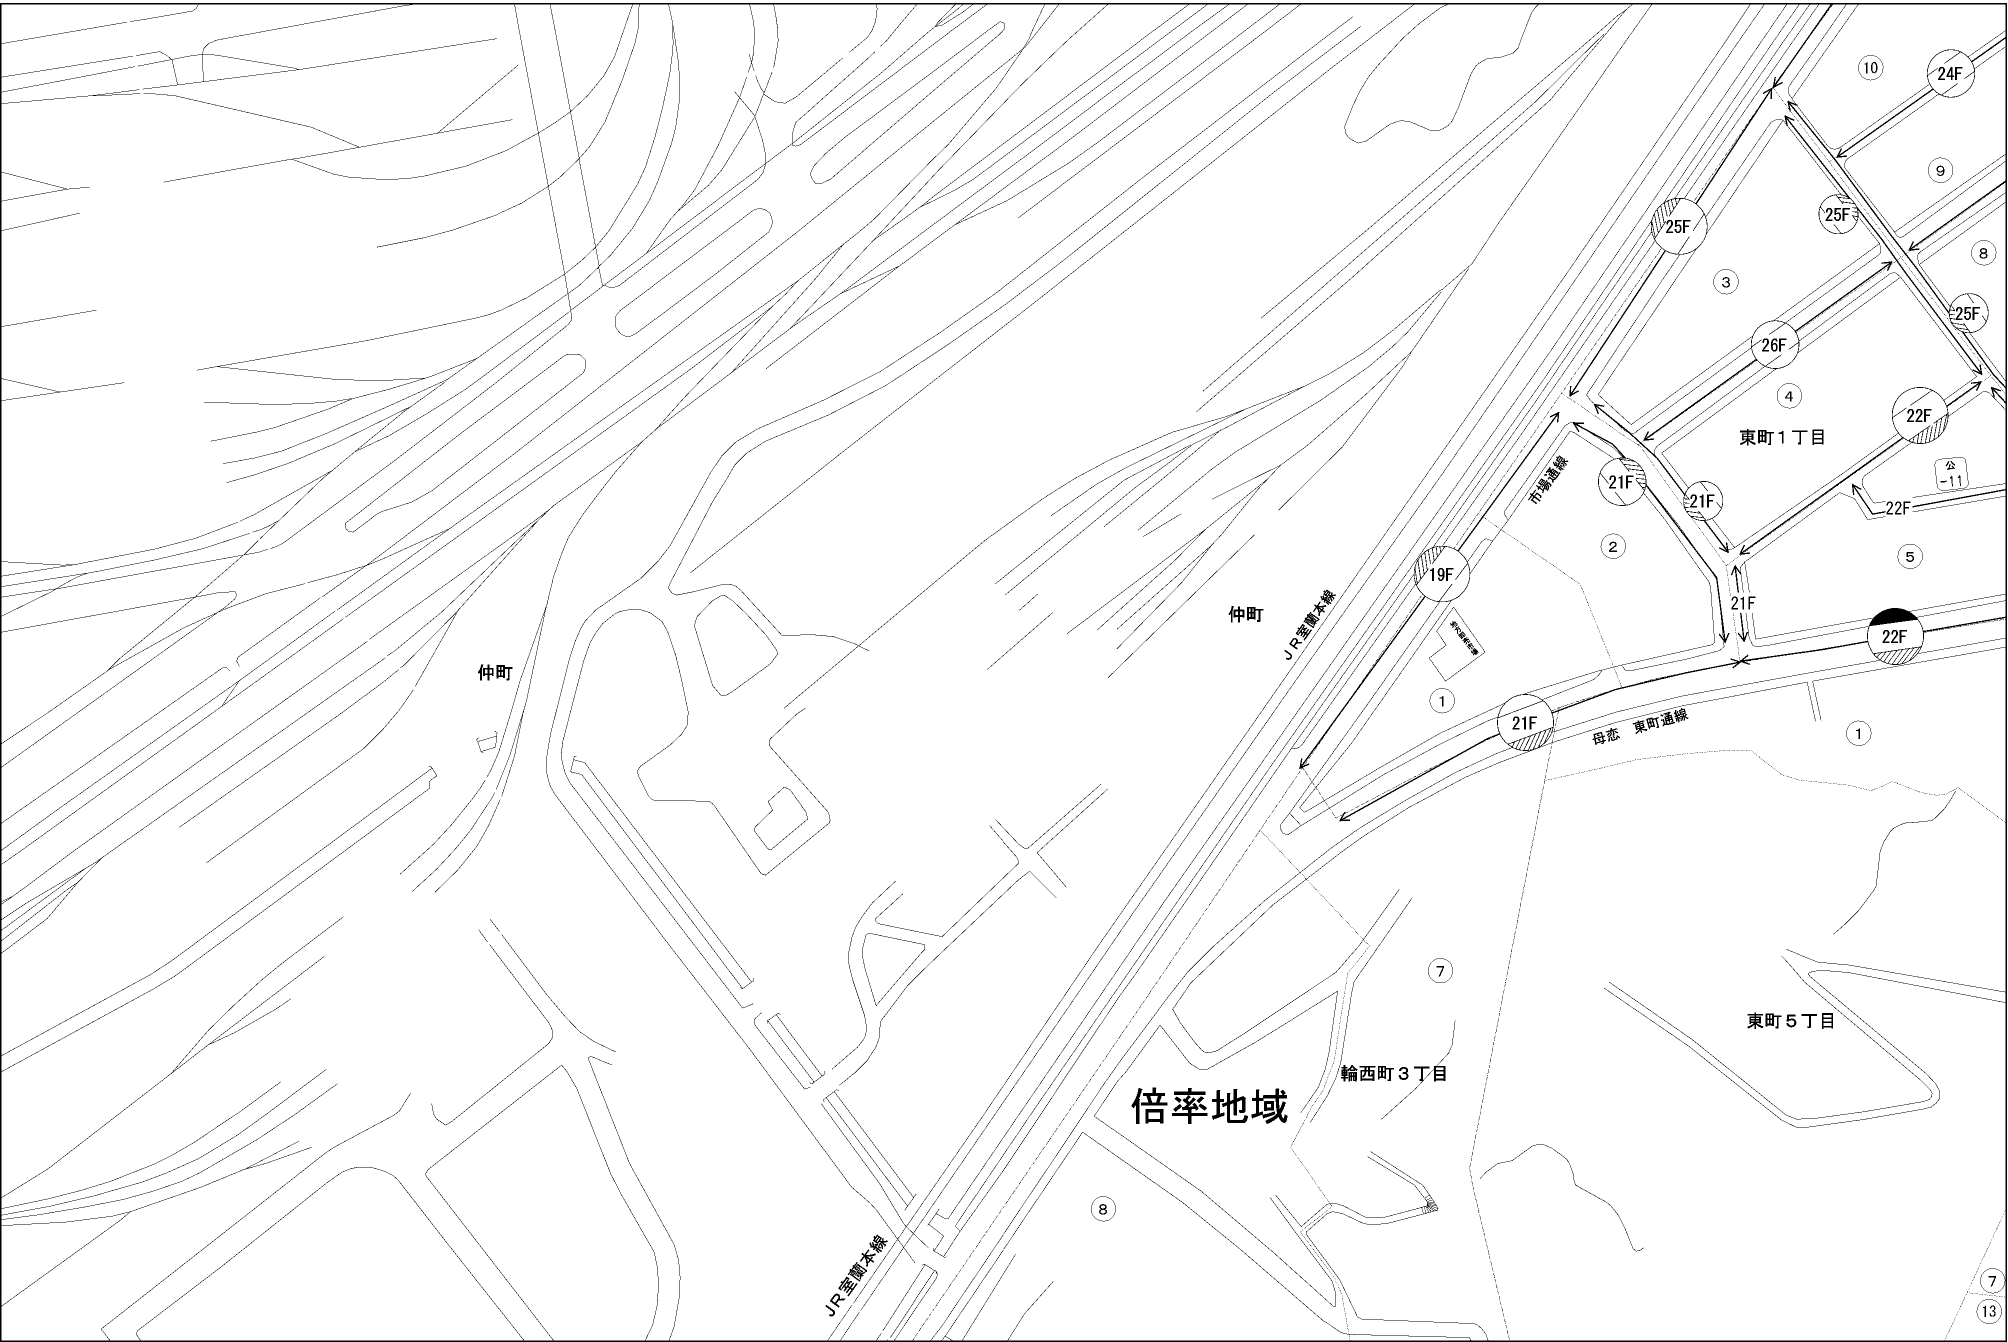 ⑩
24F
⑨
25F
25F
⑧
③
25F
26F
④
22F
東町1丁目
公
-11
市場通線
21F
21F
22F
②
⑤
19F
21F
仲町
JR室蘭本線
22F
仲町
①
21F
母恋 東町通線
①
⑦
東町5丁目
輪西町3丁目
倍率地域
⑧
JR室蘭本線
⑦
⑬